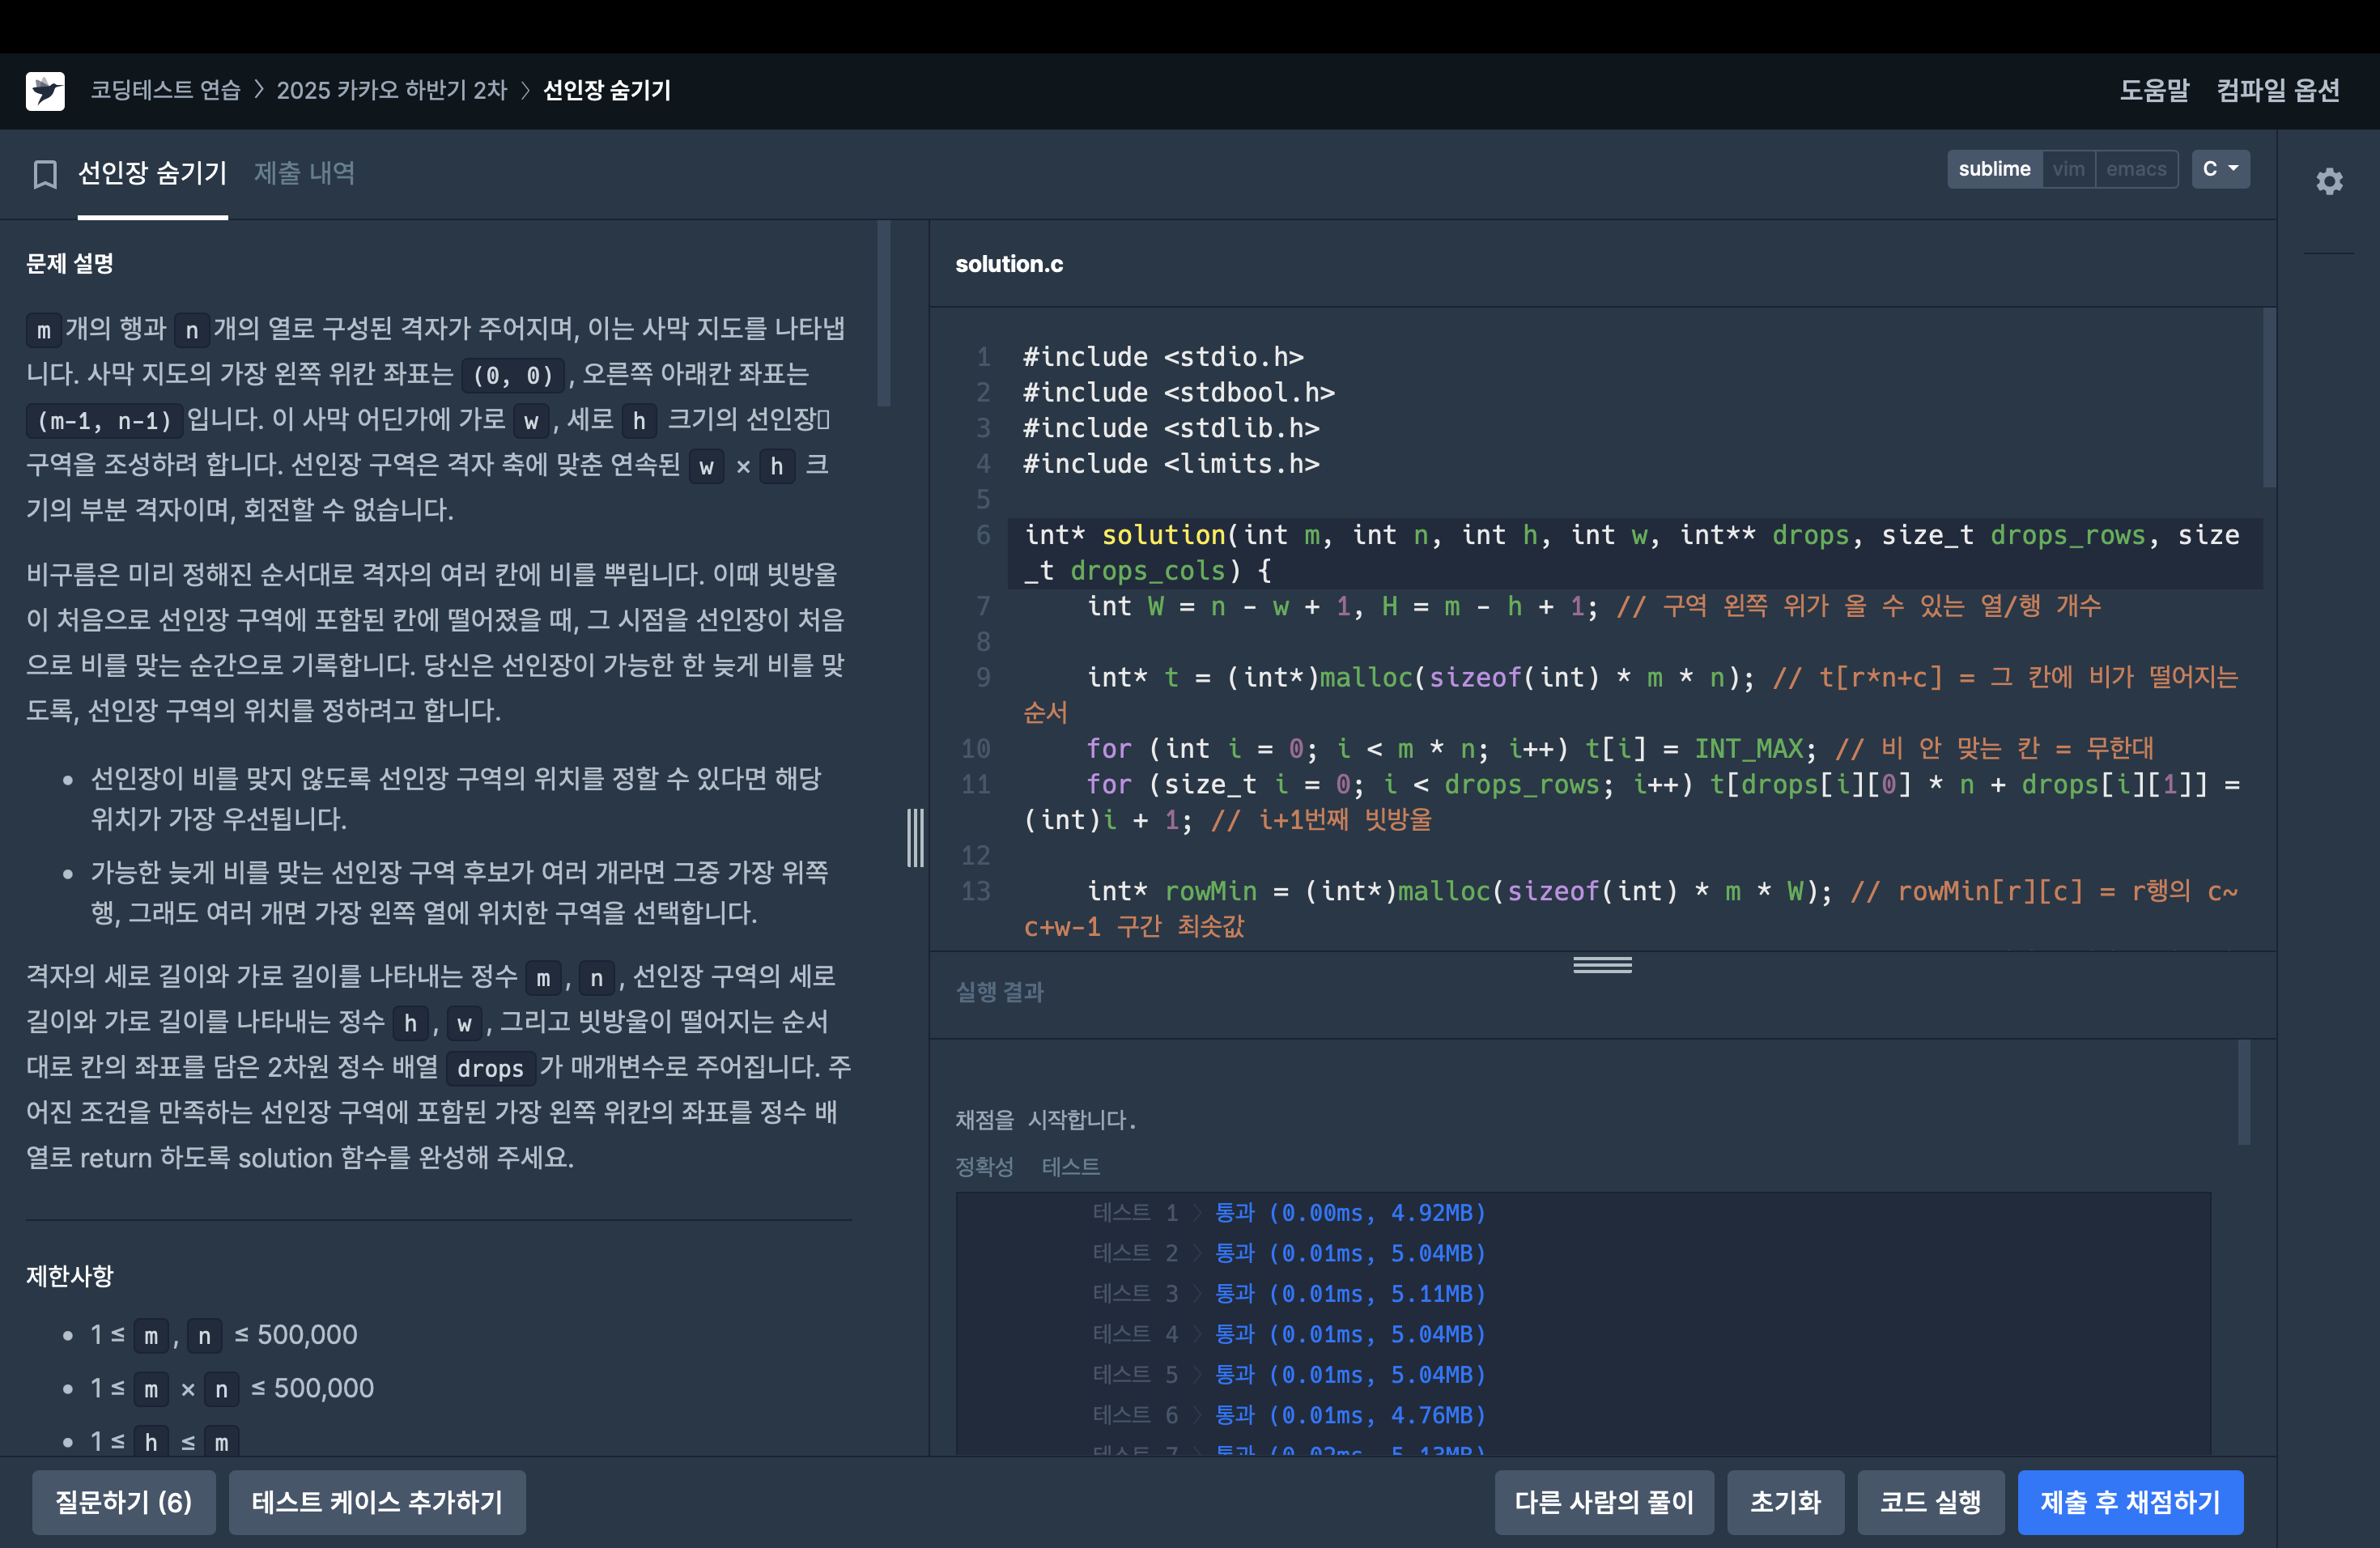 코딩테스트 연습 > 2025 카카오 하반기 2차 > 선인장 숨기기
도움말 컴파일 옵션
선인장 숨기기 제출 내역
sublime vim emacs C
문제 설명
m개의 행과 n개의 열로 구성된 격자가 주어지며, 이는 사막 지도를 나타냅
니다. 사막 지도의 가장 왼쪽 위칸 좌표는 (0, 0), 오른쪽 아래칸 좌표는
(m-1, n-1)입니다. 이 사막 어딘가에 가로 w, 세로 h 크기의 선인장
구역을 조성하려 합니다. 선인장 구역은 격자 축에 맞춘 연속된 w × h 크
기의 부분 격자이며, 회전할 수 없습니다.
비구름은 미리 정해진 순서대로 격자의 여러 칸에 비를 뿌립니다. 이때 빗방울
이 처음으로 선인장 구역에 포함된 칸에 떨어졌을 때, 그 시점을 선인장이 처음
으로 비를 맞는 순간으로 기록합니다. 당신은 선인장이 가능한 한 늦게 비를 맞
도록, 선인장 구역의 위치를 정하려고 합니다.
• 선인장이 비를 맞지 않도록 선인장 구역의 위치를 정할 수 있다면 해당
위치가 가장 우선됩니다.
• 가능한 늦게 비를 맞는 선인장 구역 후보가 여러 개라면 그중 가장 위쪽
행, 그래도 여러 개면 가장 왼쪽 열에 위치한 구역을 선택합니다.
격자의 세로 길이와 가로 길이를 나타내는 정수 m, n, 선인장 구역의 세로
길이와 가로 길이를 나타내는 정수 h, w, 그리고 빗방울이 떨어지는 순서
대로 칸의 좌표를 담은 2차원 정수 배열 drops가 매개변수로 주어집니다. 주
어진 조건을 만족하는 선인장 구역에 포함된 가장 왼쪽 위칸의 좌표를 정수 배
열로 return 하도록 solution 함수를 완성해 주세요.
제한사항
• 1 ≤ m, n ≤ 500,000
• 1 ≤ m × n ≤ 500,000
• 1 ≤ h ≤ m
solution.c
1 #include <stdio.h>
2 #include <stdbool.h>
3 #include <stdlib.h>
4 #include <limits.h>
5
6 int* solution(int m, int n, int h, int w, int** drops, size_t drops_rows, size
_t drops_cols) {
7     int W = n - w + 1, H = m - h + 1; // 구역 왼쪽 위가 올 수 있는 열/행 개수
8
9     int* t = (int*)malloc(sizeof(int) * m * n); // t[r*n+c] = 그 칸에 비가 떨어지는
순서
10     for (int i = 0; i < m * n; i++) t[i] = INT_MAX; // 비 안 맞는 칸 = 무한대
11     for (size_t i = 0; i < drops_rows; i++) t[drops[i][0] * n + drops[i][1]] =
(int)i + 1; // i+1번째 빗방울
12
13     int* rowMin = (int*)malloc(sizeof(int) * m * W); // rowMin[r][c] = r행의 c~
c+w-1 구간 최솟값
실행 결과
채점을 시작합니다.
정확성 테스트
테스트 1 > 통과 (0.00ms, 4.92MB)
테스트 2 > 통과 (0.01ms, 5.04MB)
테스트 3 > 통과 (0.01ms, 5.11MB)
테스트 4 > 통과 (0.01ms, 5.04MB)
테스트 5 > 통과 (0.01ms, 5.04MB)
테스트 6 > 통과 (0.01ms, 4.76MB)
테스트 7 > 통과 (0.02ms, 5.13MB)
질문하기 (6) 테스트 케이스 추가하기 다른 사람의 풀이 초기화 코드 실행 제출 후 채점하기